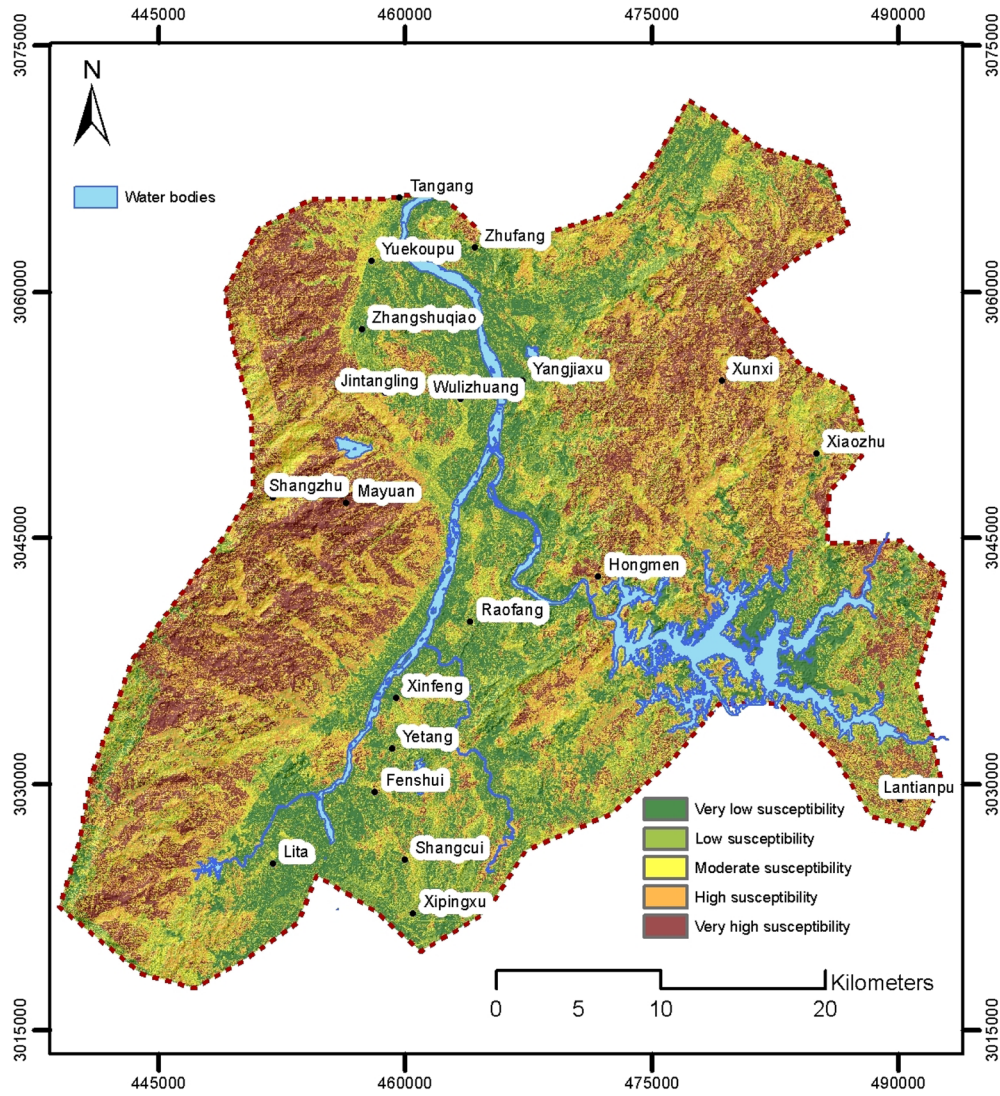 445000
460000
475000
490000
3075000
3075000
N
Water bodies
Tangang
Zhufang
Yuekoupu
3060000
3060000
Zhangshuqiao
Yangjiaxu
Xunxi
Jintangling
Wulizhuang
Xiaozhu
Shangzhu
Mayuan
3045000
3045000
Hongmen
Raofang
Xinfeng
Yetang
3030000
3030000
Fenshui
Lantianpu
Very low susceptibility
Low susceptibility
Lita
Shangcui
Moderate susceptibility
High susceptibility
Xipingxu
Very high susceptibility
Kilometers
0
5
10
20
3015000
3015000
445000
460000
475000
490000